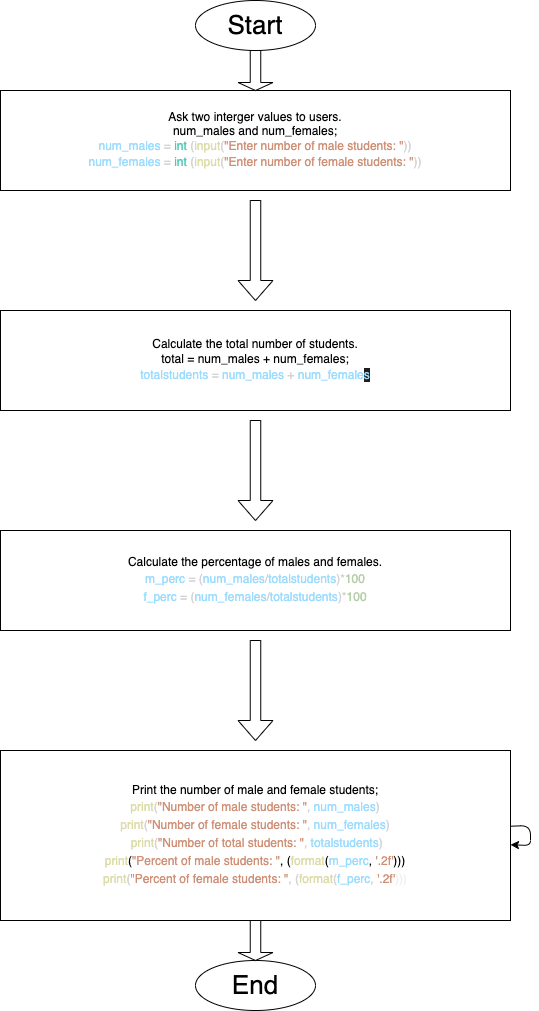 Start
Ask two interger values to users.
num_males and num_females;
num_males = int (input("Enter number of male students: "))
num_females = int (input("Enter number of female students: "))
Calculate the total number of students.
total = num_males + num_females;
totalstudents = num_males + num_females
Calculate the percentage of males and females.
m_perc = (num_males/totalstudents)*100
f_perc = (num_females/totalstudents)*100
Print the number of male and female students;
print("Number of male students: ", num_males)
print("Number of female students: ", num_females)
print("Number of total students: ", totalstudents)
print("Percent of male students: ", (format(m_perc, '.2f')))
print("Percent of female students: ", (format(f_perc, '.2f')))
End